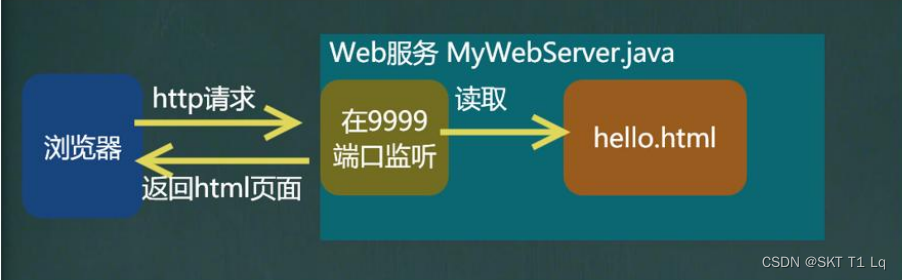 Web服务 MyWebServer.java
http请求
浏览器
返回html页面
在9999
端口监听
读取
hello.html
CSDN @SKT T1 Lq